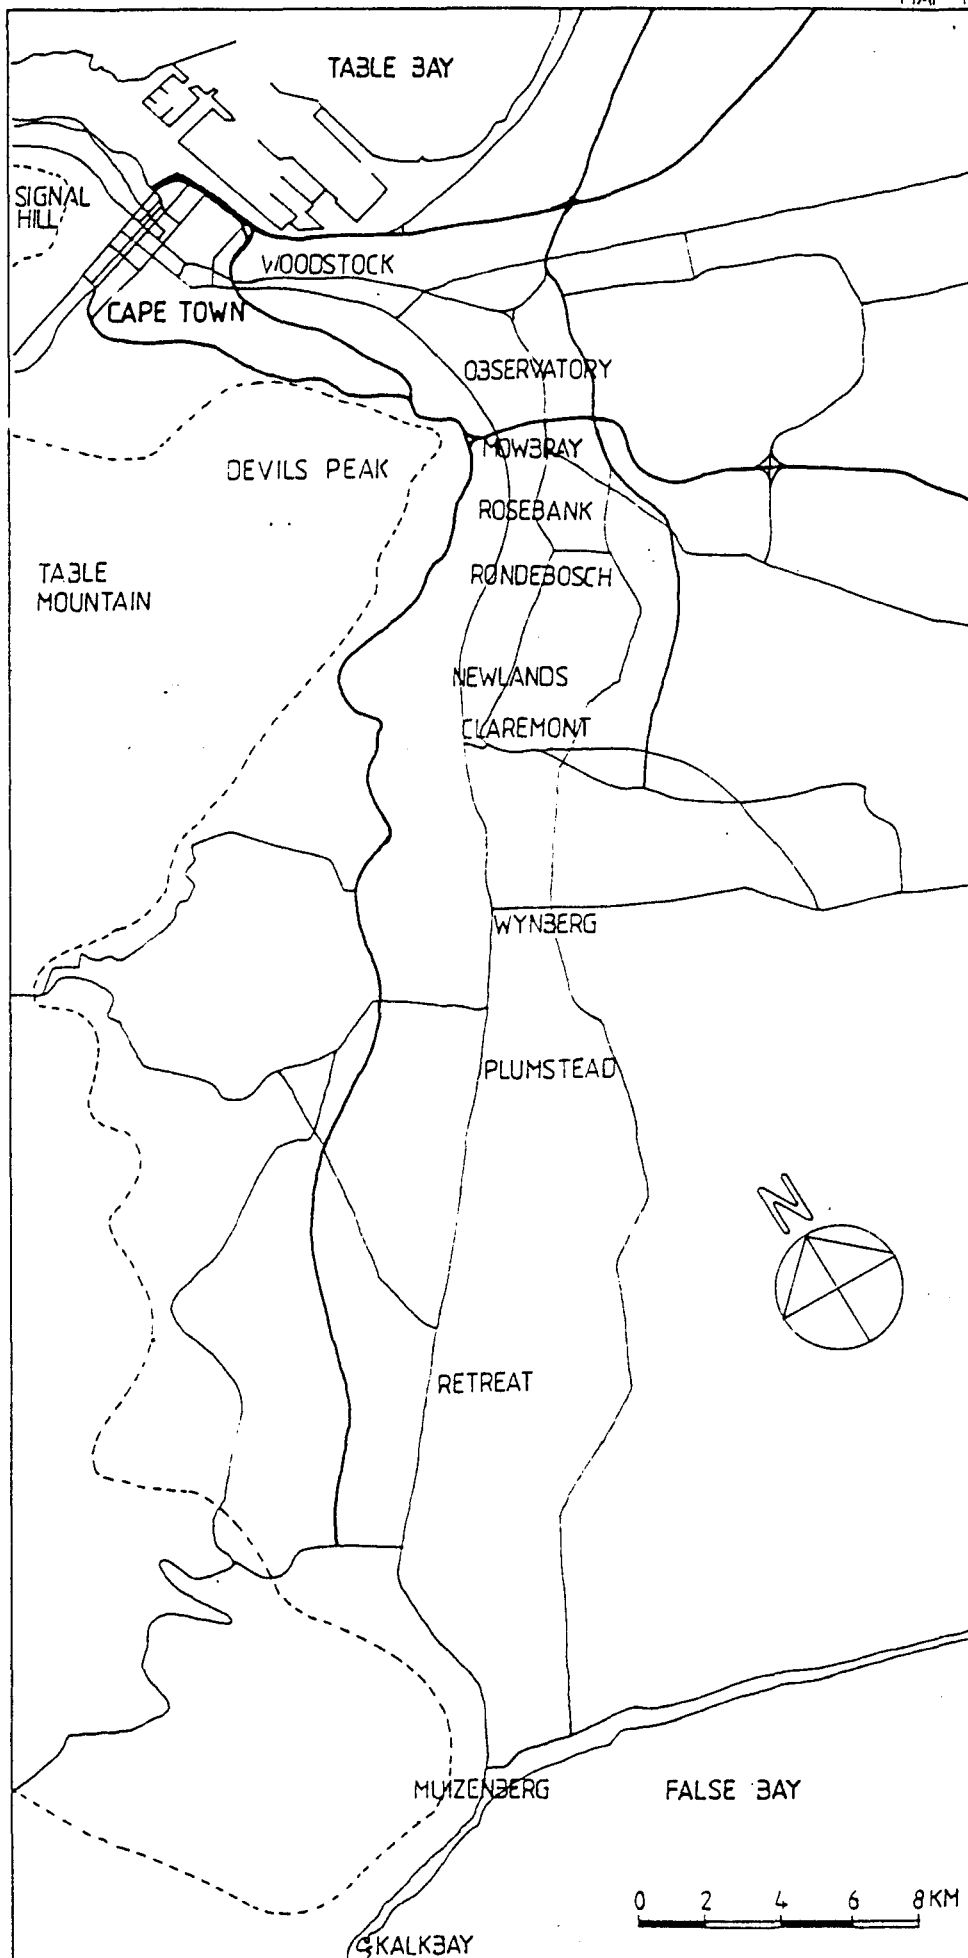 TABLE BAY
SIGNAL
HILL
WOODSTOCK
CAPE TOWN
OBSERVATORY
MOWBRAY
DEVILS PEAK
ROSEBANK
TABLE
MOUNTAIN
RONDEBOSCH
NEWLANDS
CLAREMONT
WYNBERG
PLUMSTEAD
N
RETREAT
MUIZENBERG
FALSE BAY
0 2 4 6 8 KM
KALKBAY